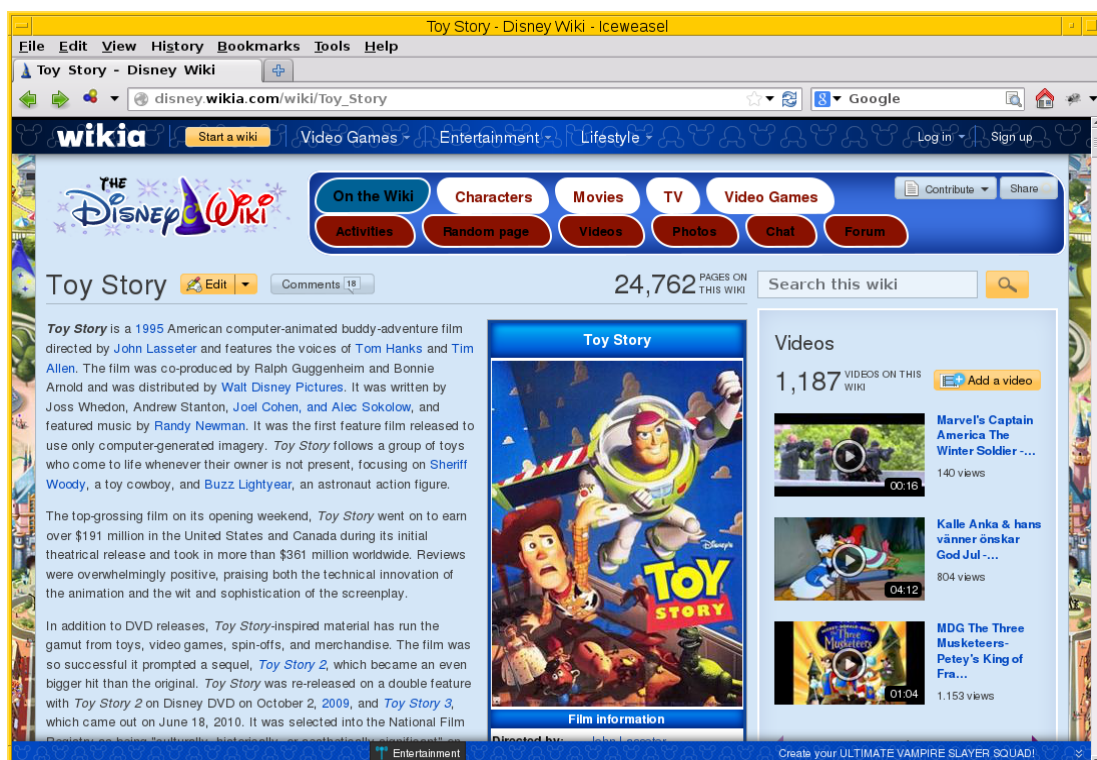 Toy Story - Disney Wiki - Iceweasel
File Edit View History Bookmarks Tools Help
Toy Story - Disney Wiki
disney.wikia.com/wiki/Toy_Story
Google
wikia
Start a wiki
Video Games
Entertainment
Lifestyle
Log in
Sign up
THE
DISNEY Wiki
On the Wiki
Characters
Movies
TV
Video Games
Contribute
Share
Activities
Random page
Videos
Photos
Chat
Forum
Toy Story
Edit
Comments 18
24,762 PAGES ON
THIS WIKI
Search this wiki
Toy Story is a 1995 American computer-animated buddy-adventure film
directed by John Lasseter and features the voices of Tom Hanks and Tim
Allen. The film was co-produced by Ralph Guggenheim and Bonnie
Arnold and was distributed by Walt Disney Pictures. It was written by
Joss Whedon, Andrew Stanton, Joel Cohen, and Alec Sokolow, and
featured music by Randy Newman. It was the first feature film released to
use only computer-generated imagery. Toy Story follows a group of toys
who come to life whenever their owner is not present, focusing on Sheriff
Woody, a toy cowboy, and Buzz Lightyear, an astronaut action figure.
The top-grossing film on its opening weekend, Toy Story went on to earn
over $191 million in the United States and Canada during its initial
theatrical release and took in more than $361 million worldwide. Reviews
were overwhelmingly positive, praising both the technical innovation of
the animation and the wit and sophistication of the screenplay.
In addition to DVD releases, Toy Story-inspired material has run the
gamut from toys, video games, spin-offs, and merchandise. The film was
so successful it prompted a sequel, Toy Story 2, which became an even
bigger hit than the original. Toy Story was re-released on a double feature
with Toy Story 2 on Disney DVD on October 2, 2009, and Toy Story 3,
which came out on June 18, 2010. It was selected into the National Film
Registry as being "culturally, historically, or aesthetically significant" on
Toy Story
Disney's
TOY
STORY
Film information
Directed by: John Lasseter
Videos
1,187 VIDEOS ON THIS
WIKI
Add a video
00:16
Marvel's Captain
America The
Winter Soldier -...
140 views
04:12
Kalle Anka & hans
vänner önskar
God Jul -...
804 views
The Three
Musketeers
01:04
MDG The Three
Musketeers-
Petey's King of
Fra...
1.153 views
Entertainment
Create your ULTIMATE VAMPIRE SLAYER SQUAD!